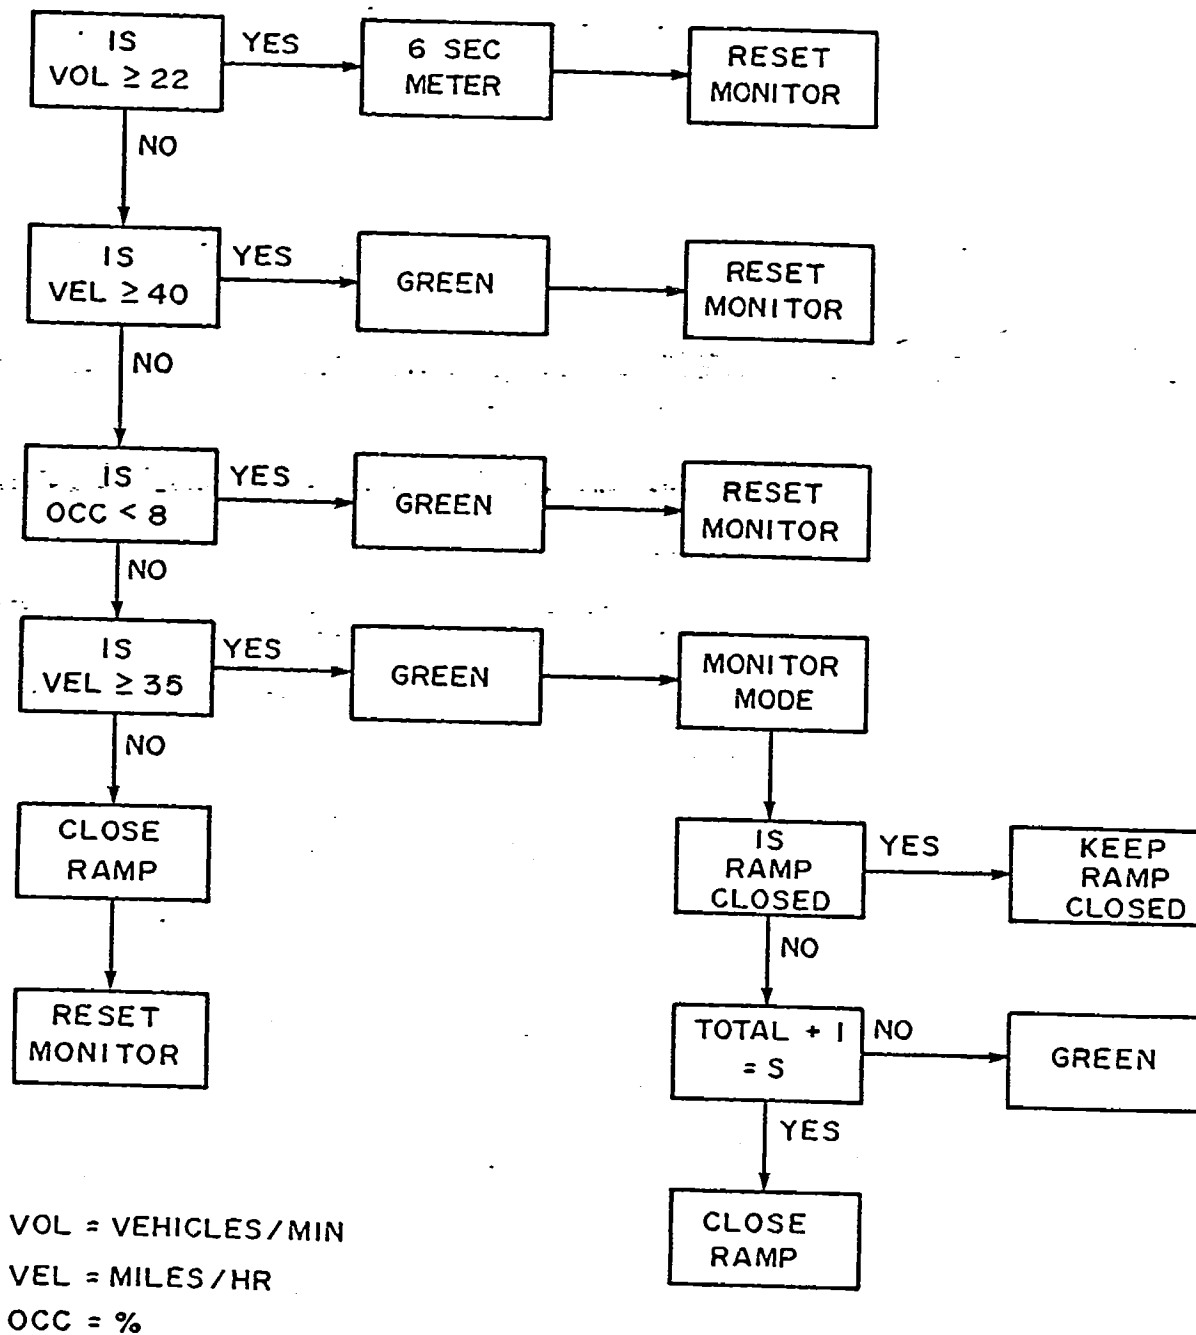 IS
VOL ≥ 22
YES
6 SEC
METER
RESET
MONITOR
NO
IS
VEL ≥ 40
YES
GREEN
RESET
MONITOR
NO
IS
OCC < 8
YES
GREEN
RESET
MONITOR
NO
IS
VEL ≥ 35
YES
GREEN
MONITOR
MODE
NO
CLOSE
RAMP
IS
RAMP
CLOSED
YES
KEEP
RAMP
CLOSED
NO
RESET
MONITOR
TOTAL + 1
= S
NO
GREEN
YES
CLOSE
RAMP
VOL = VEHICLES/MIN
VEL = MILES/HR
OCC = %